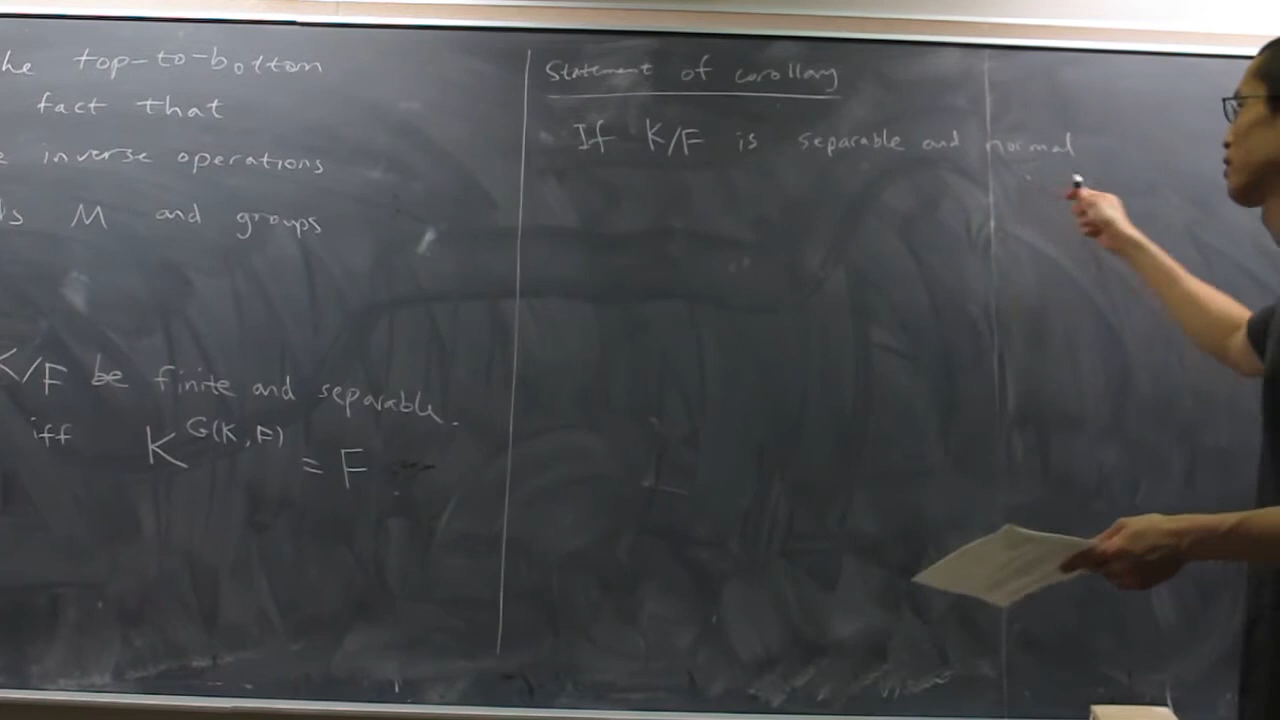 he top-to-bottom
fact that
inverse operations
M and groups
K/F be finite and separable.
iff K^{G(K,F)} = F
Statement of corollary
If K/F is separable and normal